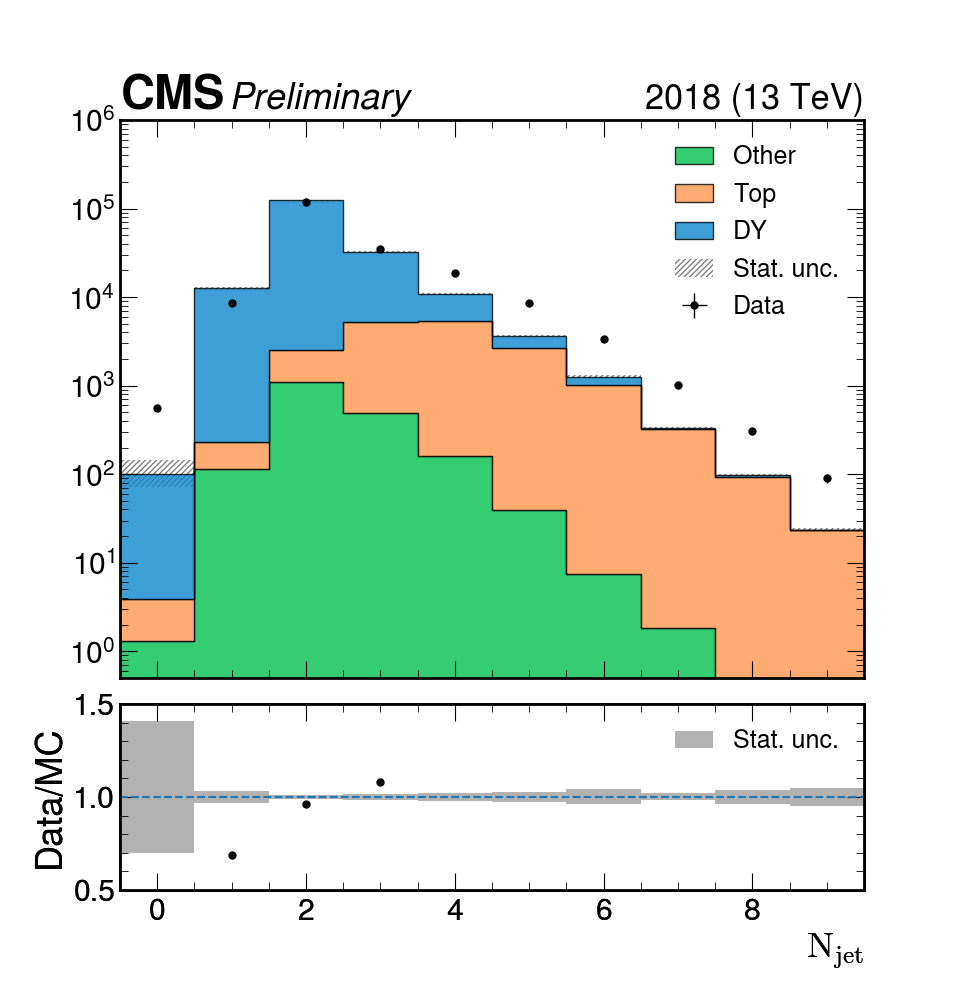 CMS Preliminary 2018 (13 TeV)
10^6
10^5
10^4
10^3
10^2
10^1
10^0
Other
Top
DY
Stat. unc.
Data
1.5
1.0
0.5
Data/MC
Stat. unc.
0 2 4 6 8
N_jet